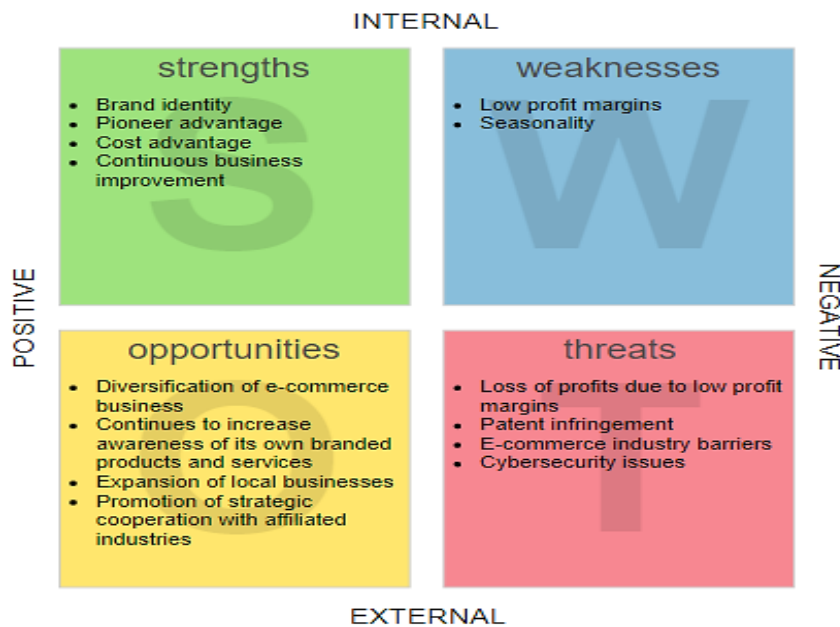 INTERNAL
strengths
• Brand identity
• Pioneer advantage
• Cost advantage
• Continuous business
improvement
weaknesses
• Low profit margins
• Seasonality
POSITIVE
NEGATIVE
opportunities
• Diversification of e-commerce
business
• Continues to increase
awareness of its own branded
products and services
• Expansion of local businesses
• Promotion of strategic
cooperation with affiliated
industries
threats
• Loss of profits due to low profit
margins
• Patent infringement
• E-commerce industry barriers
• Cybersecurity issues
EXTERNAL
S
W
O
T